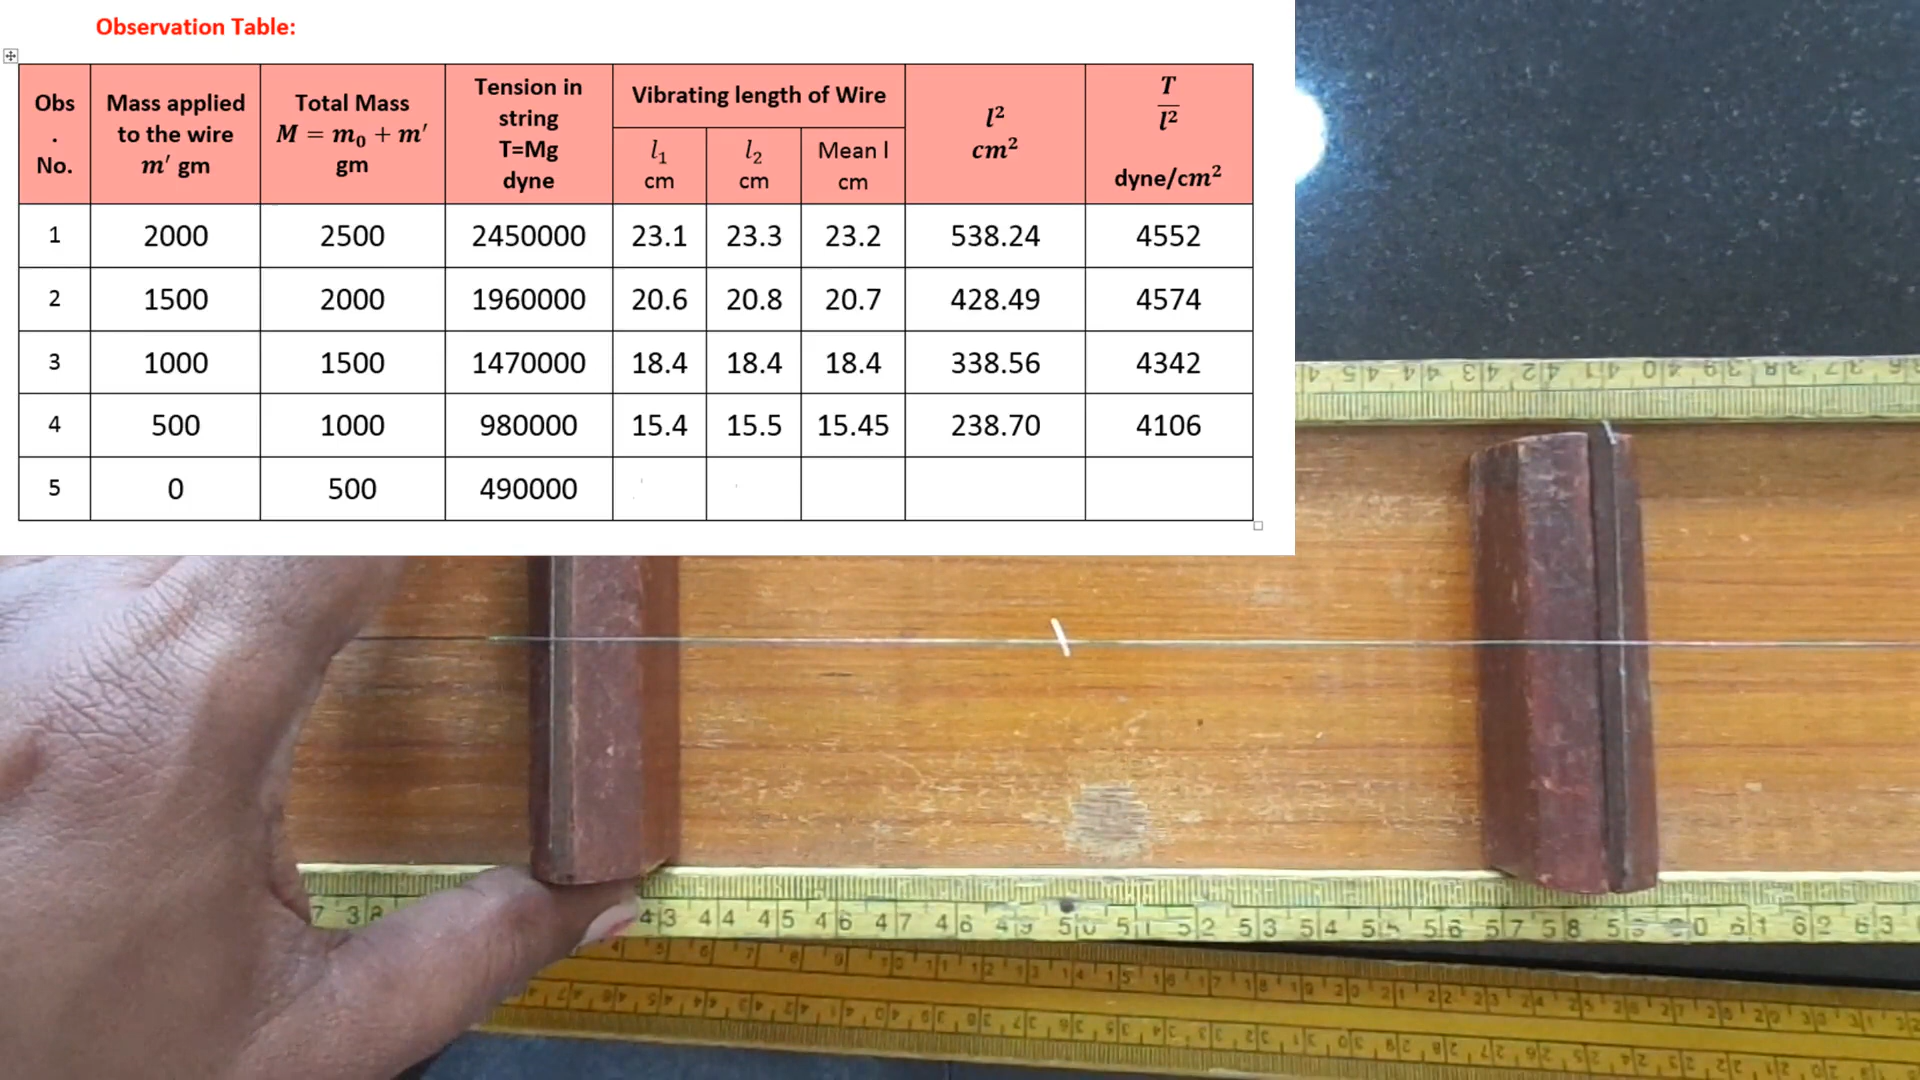 Observation Table:
Obs . No. | Mass applied to the wire m′ gm | Total Mass M = m₀ + m′ gm | Tension in string T=Mg dyne | Vibrating length of Wire | l² cm² | T/l² dyne/cm²
l₁ cm | l₂ cm | Mean l cm
1 | 2000 | 2500 | 2450000 | 23.1 | 23.3 | 23.2 | 538.24 | 4552
2 | 1500 | 2000 | 1960000 | 20.6 | 20.8 | 20.7 | 428.49 | 4574
3 | 1000 | 1500 | 1470000 | 18.4 | 18.4 | 18.4 | 338.56 | 4342
4 | 500 | 1000 | 980000 | 15.4 | 15.5 | 15.45 | 238.70 | 4106
5 | 0 | 500 | 490000
43 44 45 46 47 48 49 50 51 52 53 54 55 56 57 58 59 60 61 62 63